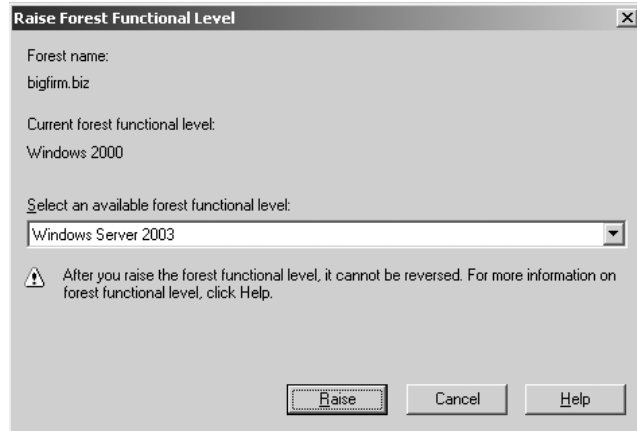 Raise Forest Functional Level
Forest name:
bigfirm.biz
Current forest functional level:
Windows 2000
Select an available forest functional level:
Windows Server 2003
After you raise the forest functional level, it cannot be reversed. For more information on
forest functional level, click Help.
Raise
Cancel
Help